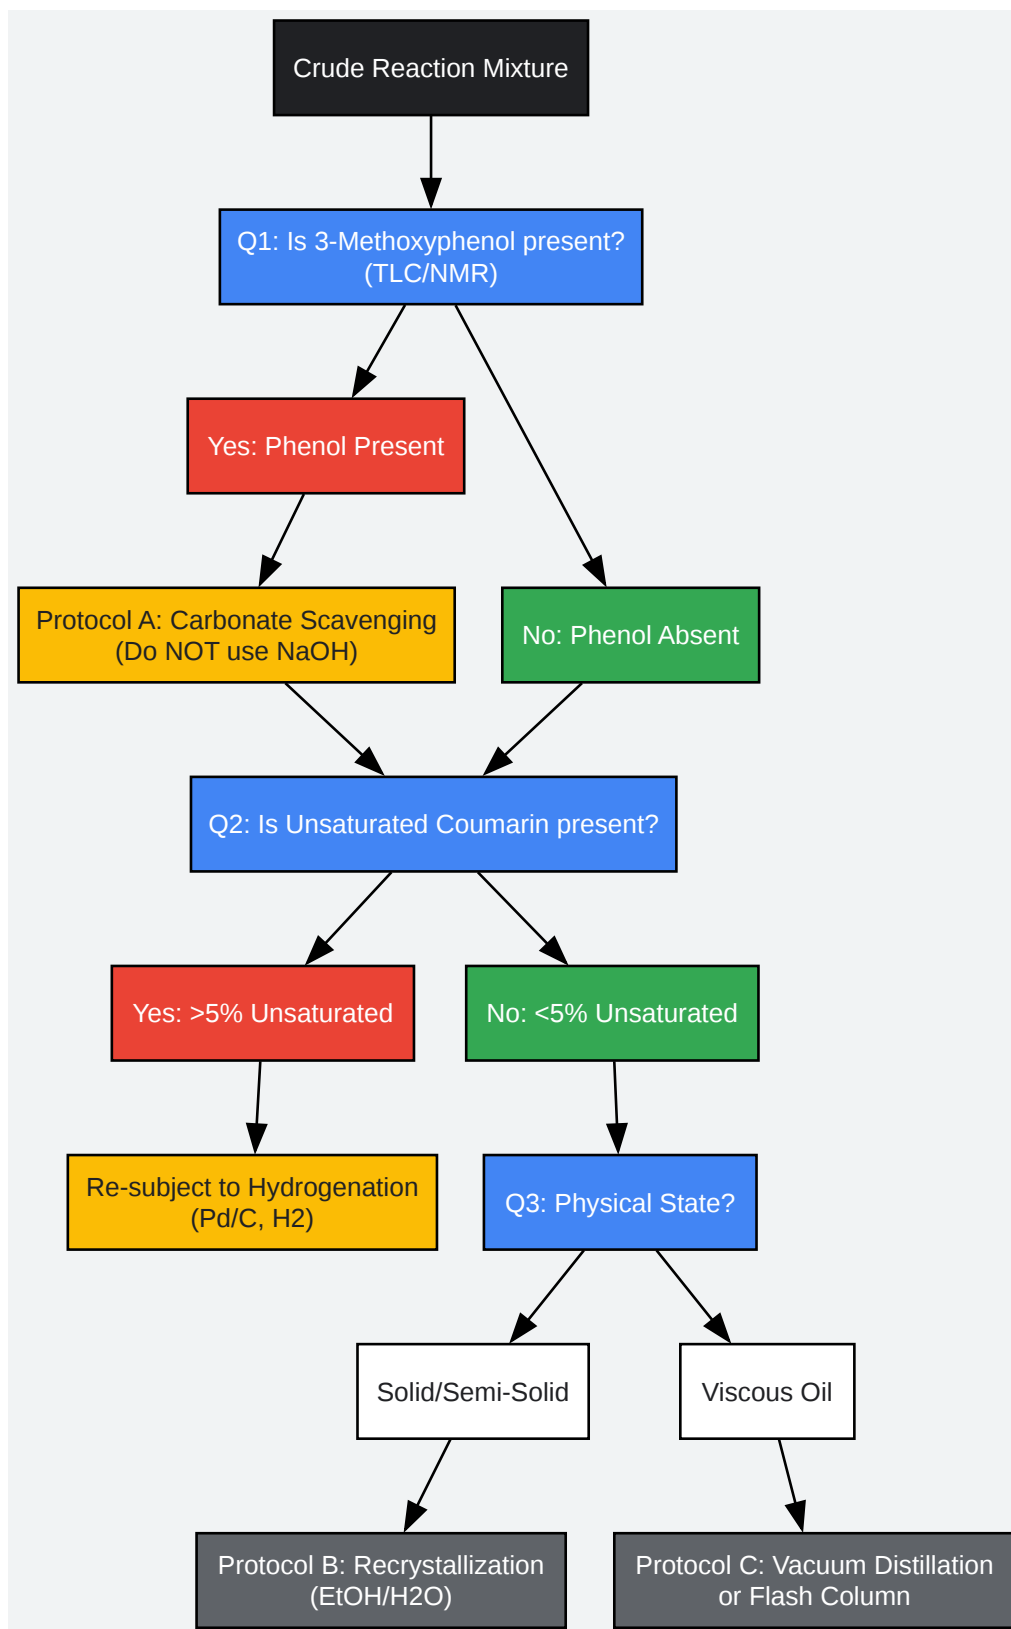 Crude Reaction Mixture
Q1: Is 3-Methoxyphenol present?
(TLC/NMR)
Yes: Phenol Present
Protocol A: Carbonate Scavenging
(Do NOT use NaOH)
No: Phenol Absent
Q2: Is Unsaturated Coumarin present?
Yes: >5% Unsaturated
No: <5% Unsaturated
Re-subject to Hydrogenation
(Pd/C, H2)
Q3: Physical State?
Solid/Semi-Solid
Viscous Oil
Protocol B: Recrystallization
(EtOH/H2O)
Protocol C: Vacuum Distillation
or Flash Column